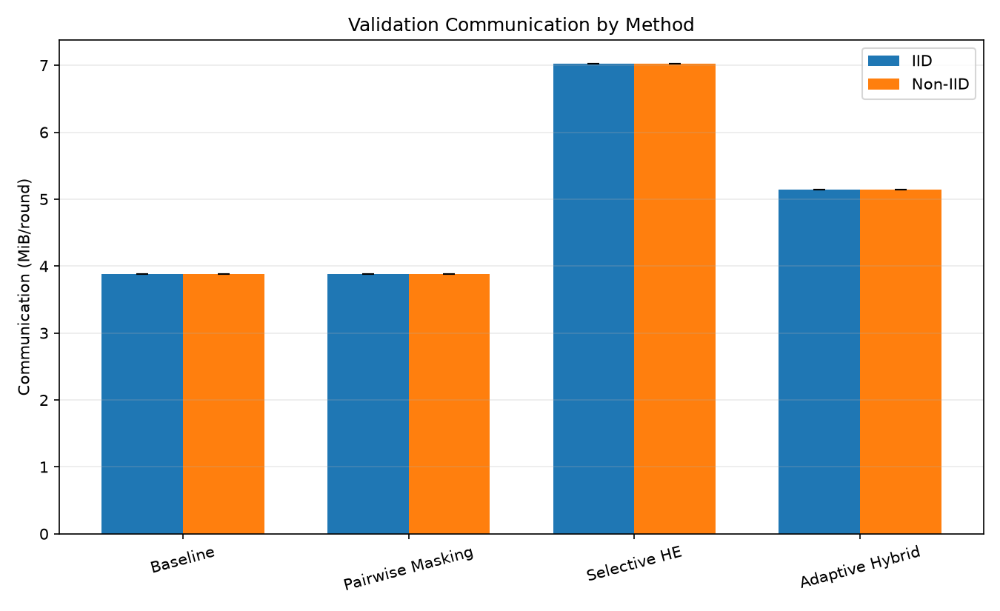 Validation Communication by Method
IID
Non-IID
Communication (MiB/round)
7
6
5
4
3
2
1
0
Baseline
Pairwise Masking
Selective HE
Adaptive Hybrid